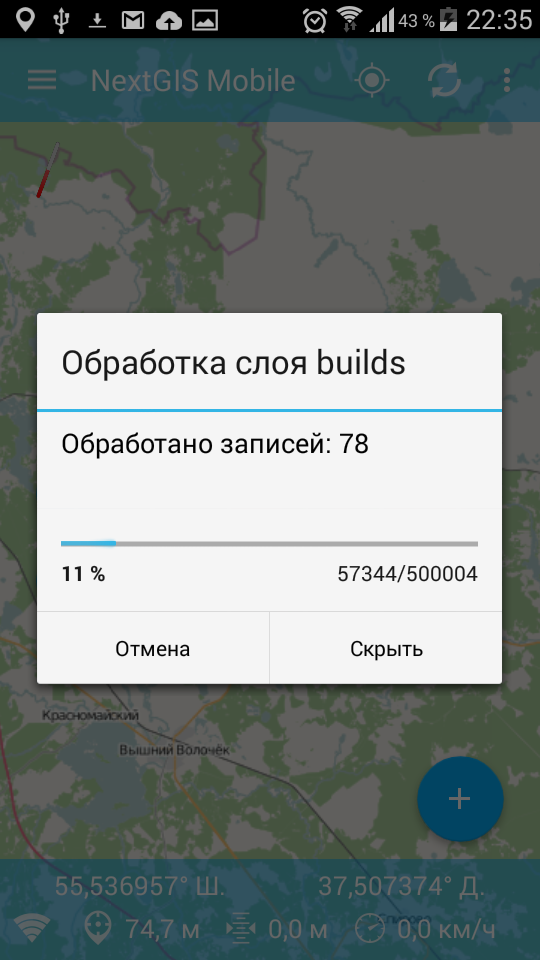 43 % 22:35
NextGIS Mobile
Обработка слоя builds
Обработано записей: 78
11 % 57344/500004
Отмена Скрыть
Красномайский
Вышний Волочёк
55,536957° Ш. 37,507374° Д.
74,7 м 0,0 м 0,0 км/ч